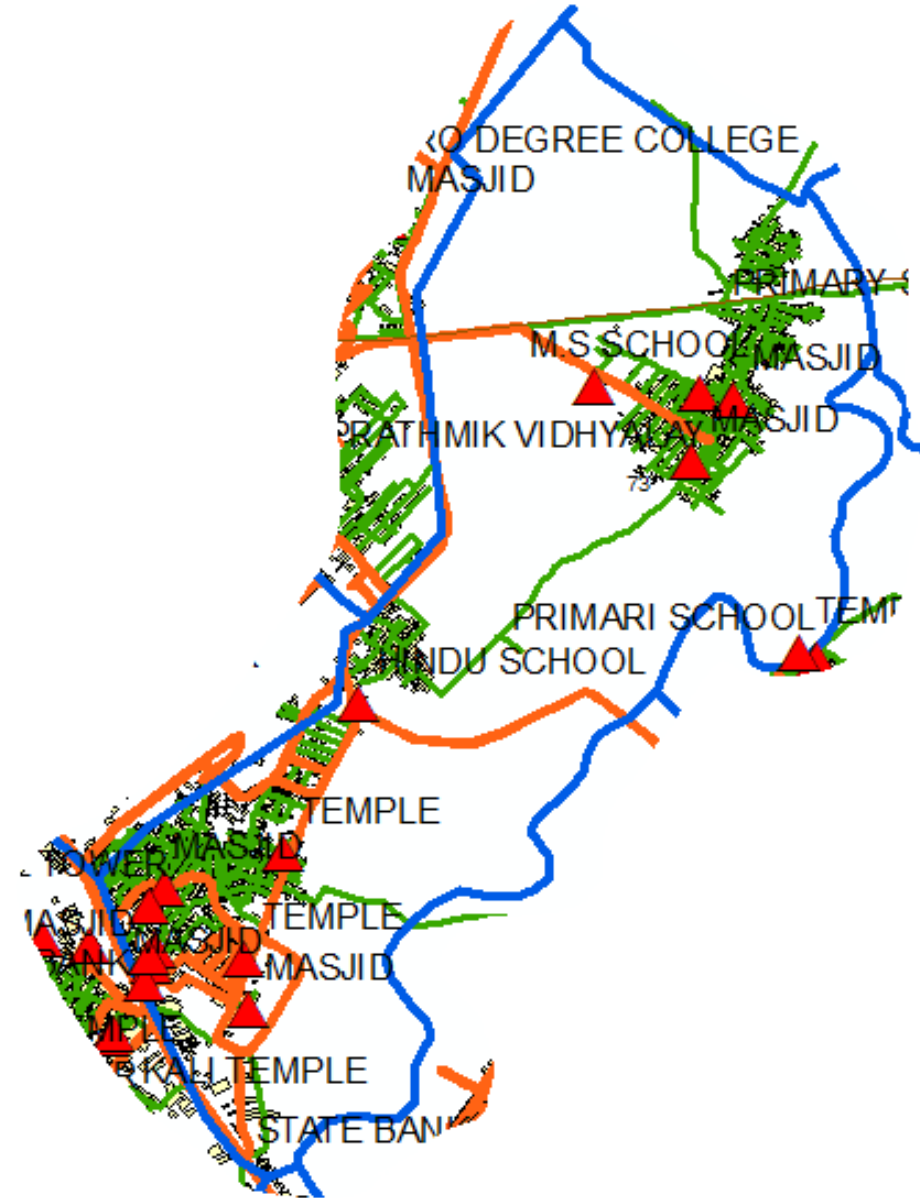 DEGREE COLLEGE
MASJID
PRIMARY
M.S SCHOOL
MASJID
MASJID
PRATHMIK VIDHYALAY
73
PRIMARI SCHOOL
HINDU SCHOOL
TEMPLE
MASJID
TOWER
TEMPLE
MASJID
MASJID
MASJID
KALI TEMPLE
STATE BAN